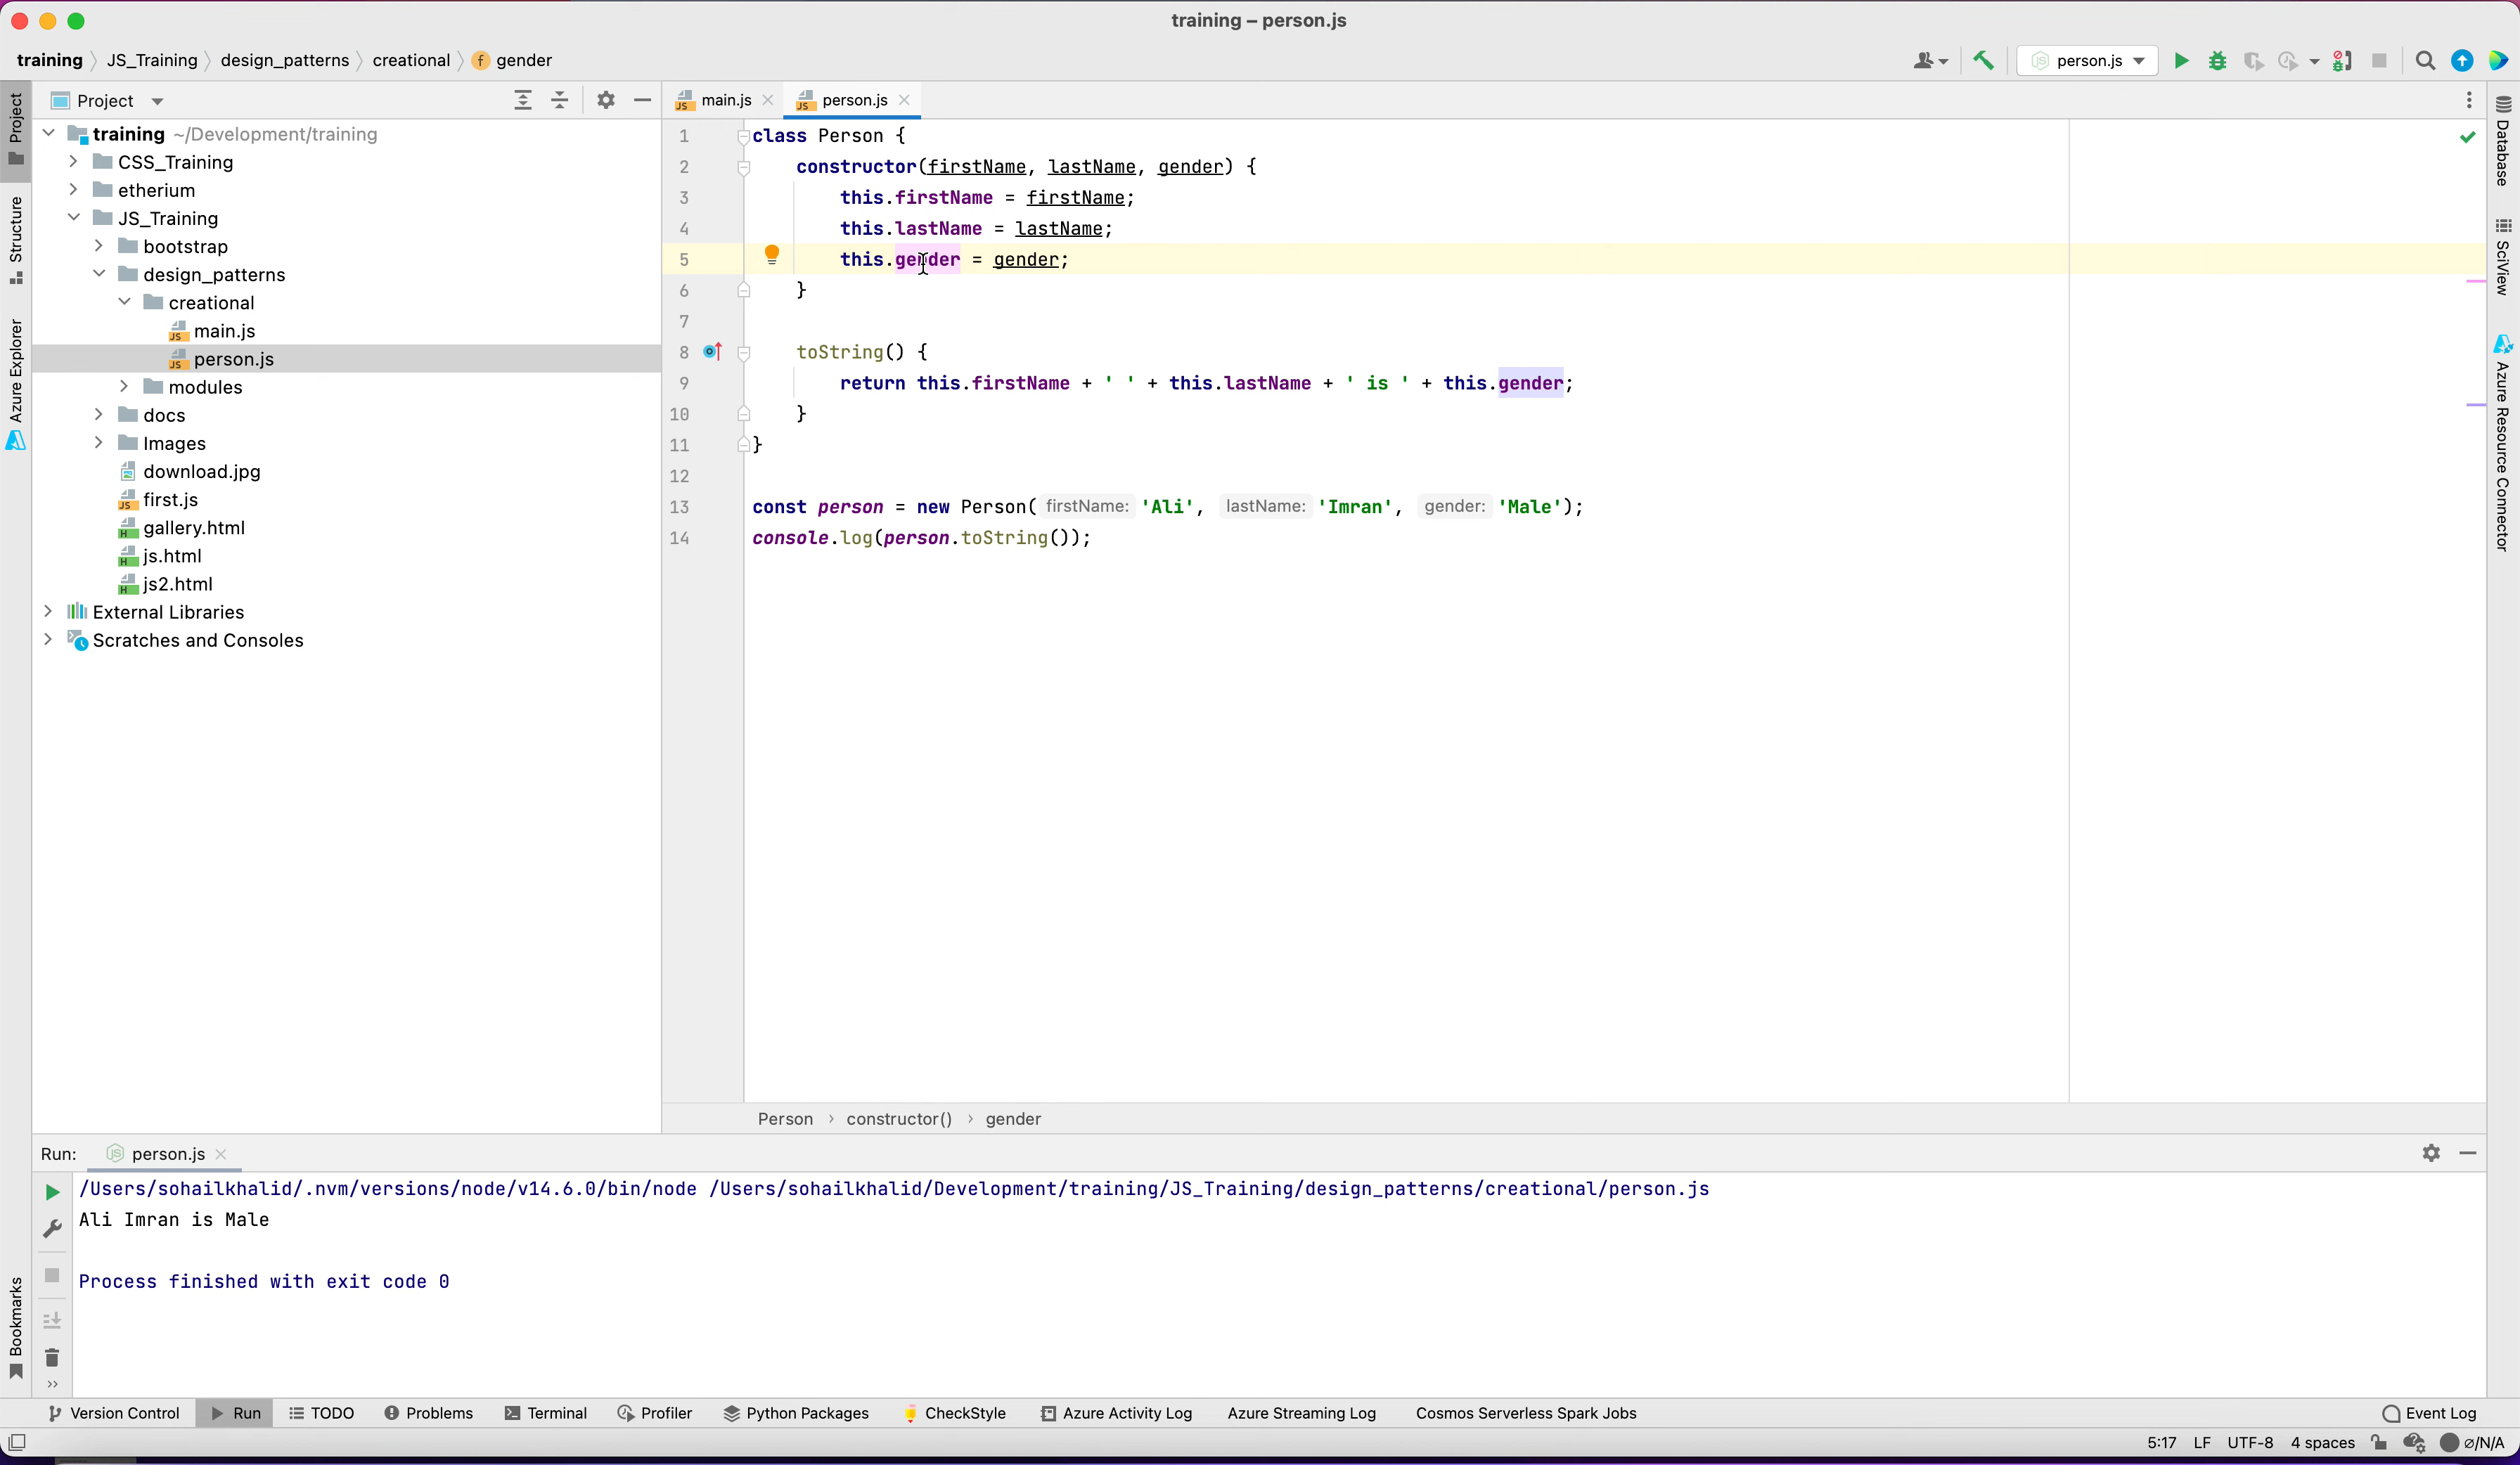 training – person.js
training JS_Training design_patterns creational f gender
person.js
Project
Structure
Azure Explorer
Bookmarks
Project
training ~/Development/training
CSS_Training
etherium
JS_Training
bootstrap
design_patterns
creational
main.js
person.js
modules
docs
Images
download.jpg
first.js
gallery.html
js.html
js2.html
External Libraries
Scratches and Consoles
main.js person.js
1 class Person {
2 constructor(firstName, lastName, gender) {
3 this.firstName = firstName;
4 this.lastName = lastName;
5 this.gender = gender;
6 }
7
8 toString() {
9 return this.firstName + ' ' + this.lastName + ' is ' + this.gender;
10 }
11 }
12
13 const person = new Person( firstName: 'Ali', lastName: 'Imran', gender: 'Male');
14 console.log(person.toString());
Person › constructor() › gender
Database
SciView
Azure Resource Connector
Run: person.js
/Users/sohailkhalid/.nvm/versions/node/v14.6.0/bin/node /Users/sohailkhalid/Development/training/JS_Training/design_patterns/creational/person.js
Ali Imran is Male
Process finished with exit code 0
Version Control Run TODO Problems Terminal Profiler Python Packages CheckStyle Azure Activity Log Azure Streaming Log Cosmos Serverless Spark Jobs Event Log
5:17 LF UTF-8 4 spaces ⌀/N/A